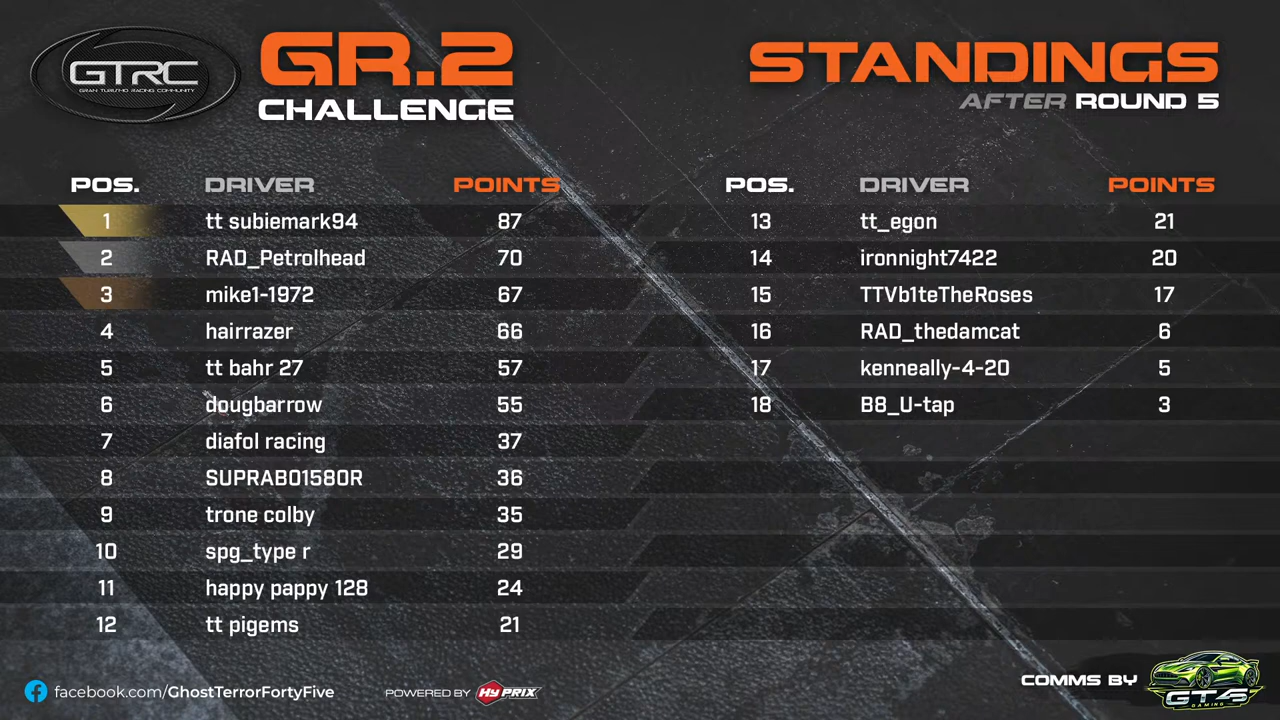 GTRC
GRAN TURISMO RACING COMMUNITY
GR.2
CHALLENGE
STANDINGS
AFTER ROUND 5
POS. DRIVER POINTS
1 tt subiemark94 87
2 RAD_Petrolhead 70
3 mike1-1972 67
4 hairrazer 66
5 tt bahr 27 57
6 dougbarrow 55
7 diafol racing 37
8 SUPRABO1580R 36
9 trone colby 35
10 spg_type r 29
11 happy pappy 128 24
12 tt pigems 21
POS. DRIVER POINTS
13 tt_egon 21
14 ironnight7422 20
15 TTVb1teTheRoses 17
16 RAD_thedamcat 6
17 kenneally-4-20 5
18 B8_U-tap 3
facebook.com/GhostTerrorFortyFive
POWERED BY HYPRIX
COMMS BY
GT45
GAMING